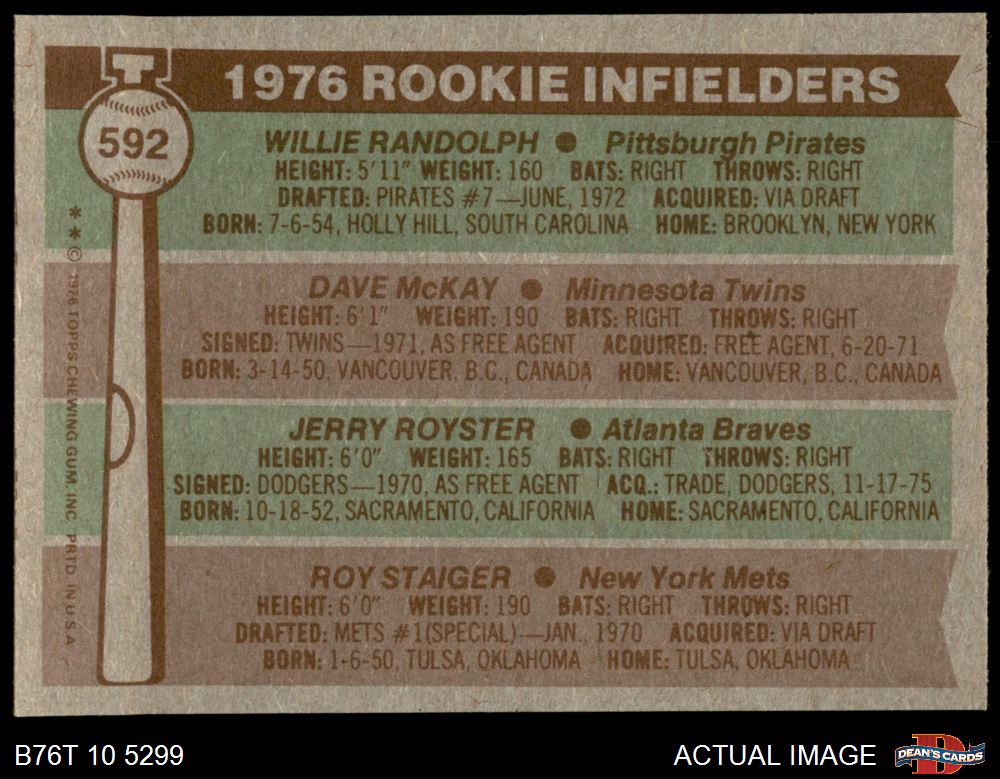 1976 ROOKIE INFIELDERS
592
WILLIE RANDOLPH ● Pittsburgh Pirates
HEIGHT: 5'11" WEIGHT: 160 BATS: RIGHT THROWS: RIGHT
DRAFTED: PIRATES #7—JUNE, 1972 ACQUIRED: VIA DRAFT
BORN: 7-6-54, HOLLY HILL, SOUTH CAROLINA HOME: BROOKLYN, NEW YORK
DAVE McKAY ● Minnesota Twins
HEIGHT: 6'1" WEIGHT: 190 BATS: RIGHT THROWS: RIGHT
SIGNED: TWINS—1971, AS FREE AGENT ACQUIRED: FREE AGENT, 6-20-71
BORN: 3-14-50, VANCOUVER, B.C., CANADA HOME: VANCOUVER, B.C., CANADA
JERRY ROYSTER ● Atlanta Braves
HEIGHT: 6'0" WEIGHT: 165 BATS: RIGHT THROWS: RIGHT
SIGNED: DODGERS—1970, AS FREE AGENT ACQ.: TRADE, DODGERS, 11-17-75
BORN: 10-18-52, SACRAMENTO, CALIFORNIA HOME: SACRAMENTO, CALIFORNIA
ROY STAIGER ● New York Mets
HEIGHT: 6'0" WEIGHT: 190 BATS: RIGHT THROWS: RIGHT
DRAFTED: METS #1(SPECIAL)—JAN., 1970 ACQUIRED: VIA DRAFT
BORN: 1-6-50, TULSA, OKLAHOMA HOME: TULSA, OKLAHOMA
** © 1976 TOPPS CHEWING GUM, INC. PRTD. IN U.S.A.
B76T 10 5299
ACTUAL IMAGE
DEAN'S CARDS